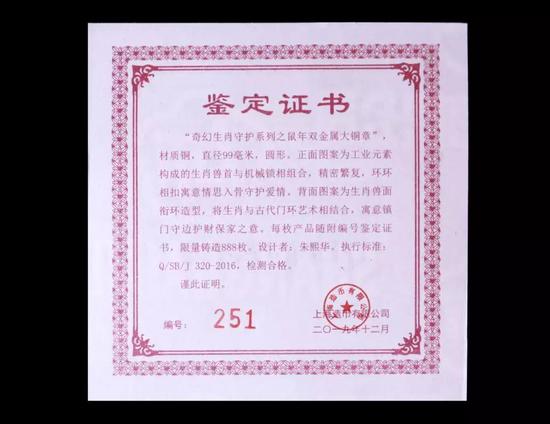 鉴定证书
“奇幻生肖守护系列之鼠年双金属大铜章”，
材质铜，直径99毫米，圆形。正面图案为工业元素
构成的生肖兽首与机械锁相组合，精密繁复，环环
相扣寓意情思入骨守护爱情。背面图案为生肖兽面
衔环造型，将生肖与古代门环艺术相结合，寓意镇
门守边护财保家之意。每枚产品随附编号鉴定证
书，限量铸造888枚。设计者：朱熙华。执行标准：
Q/SB/J 320-2016，检测合格。
谨此证明。
编号：
251
上海造币有限公司
二〇一九年十二月